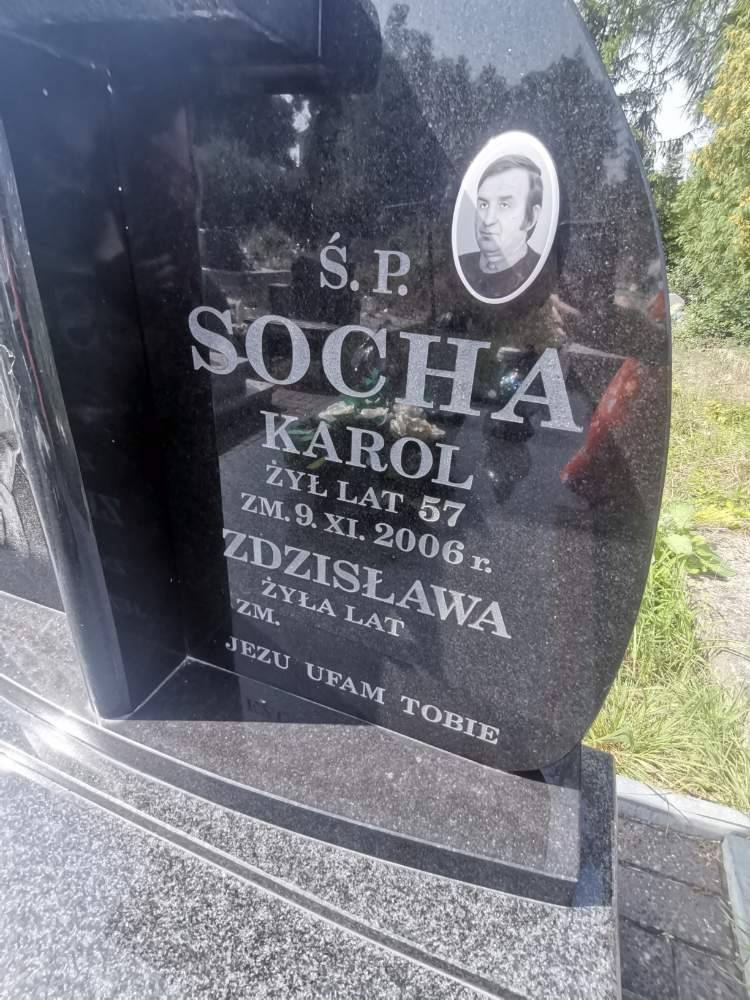 Ś. P.
SOCHA
KAROL
ŻYŁ LAT 57
ZM. 9. XI. 2006 r.
ZDZISŁAWA
ŻYŁA LAT
ZM.
JEZU UFAM TOBIE